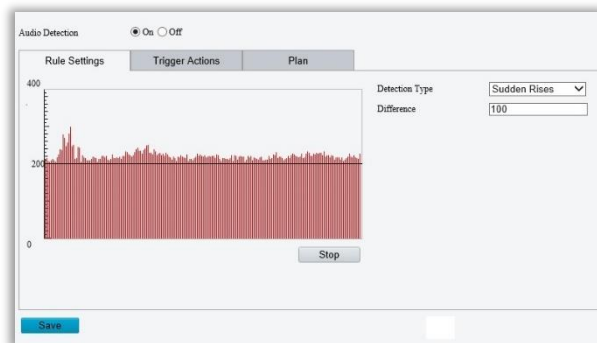 Audio Detection On Off
Rule Settings Trigger Actions Plan
400
Detection Type Sudden Rises
Difference 100
200
0
Stop
Save